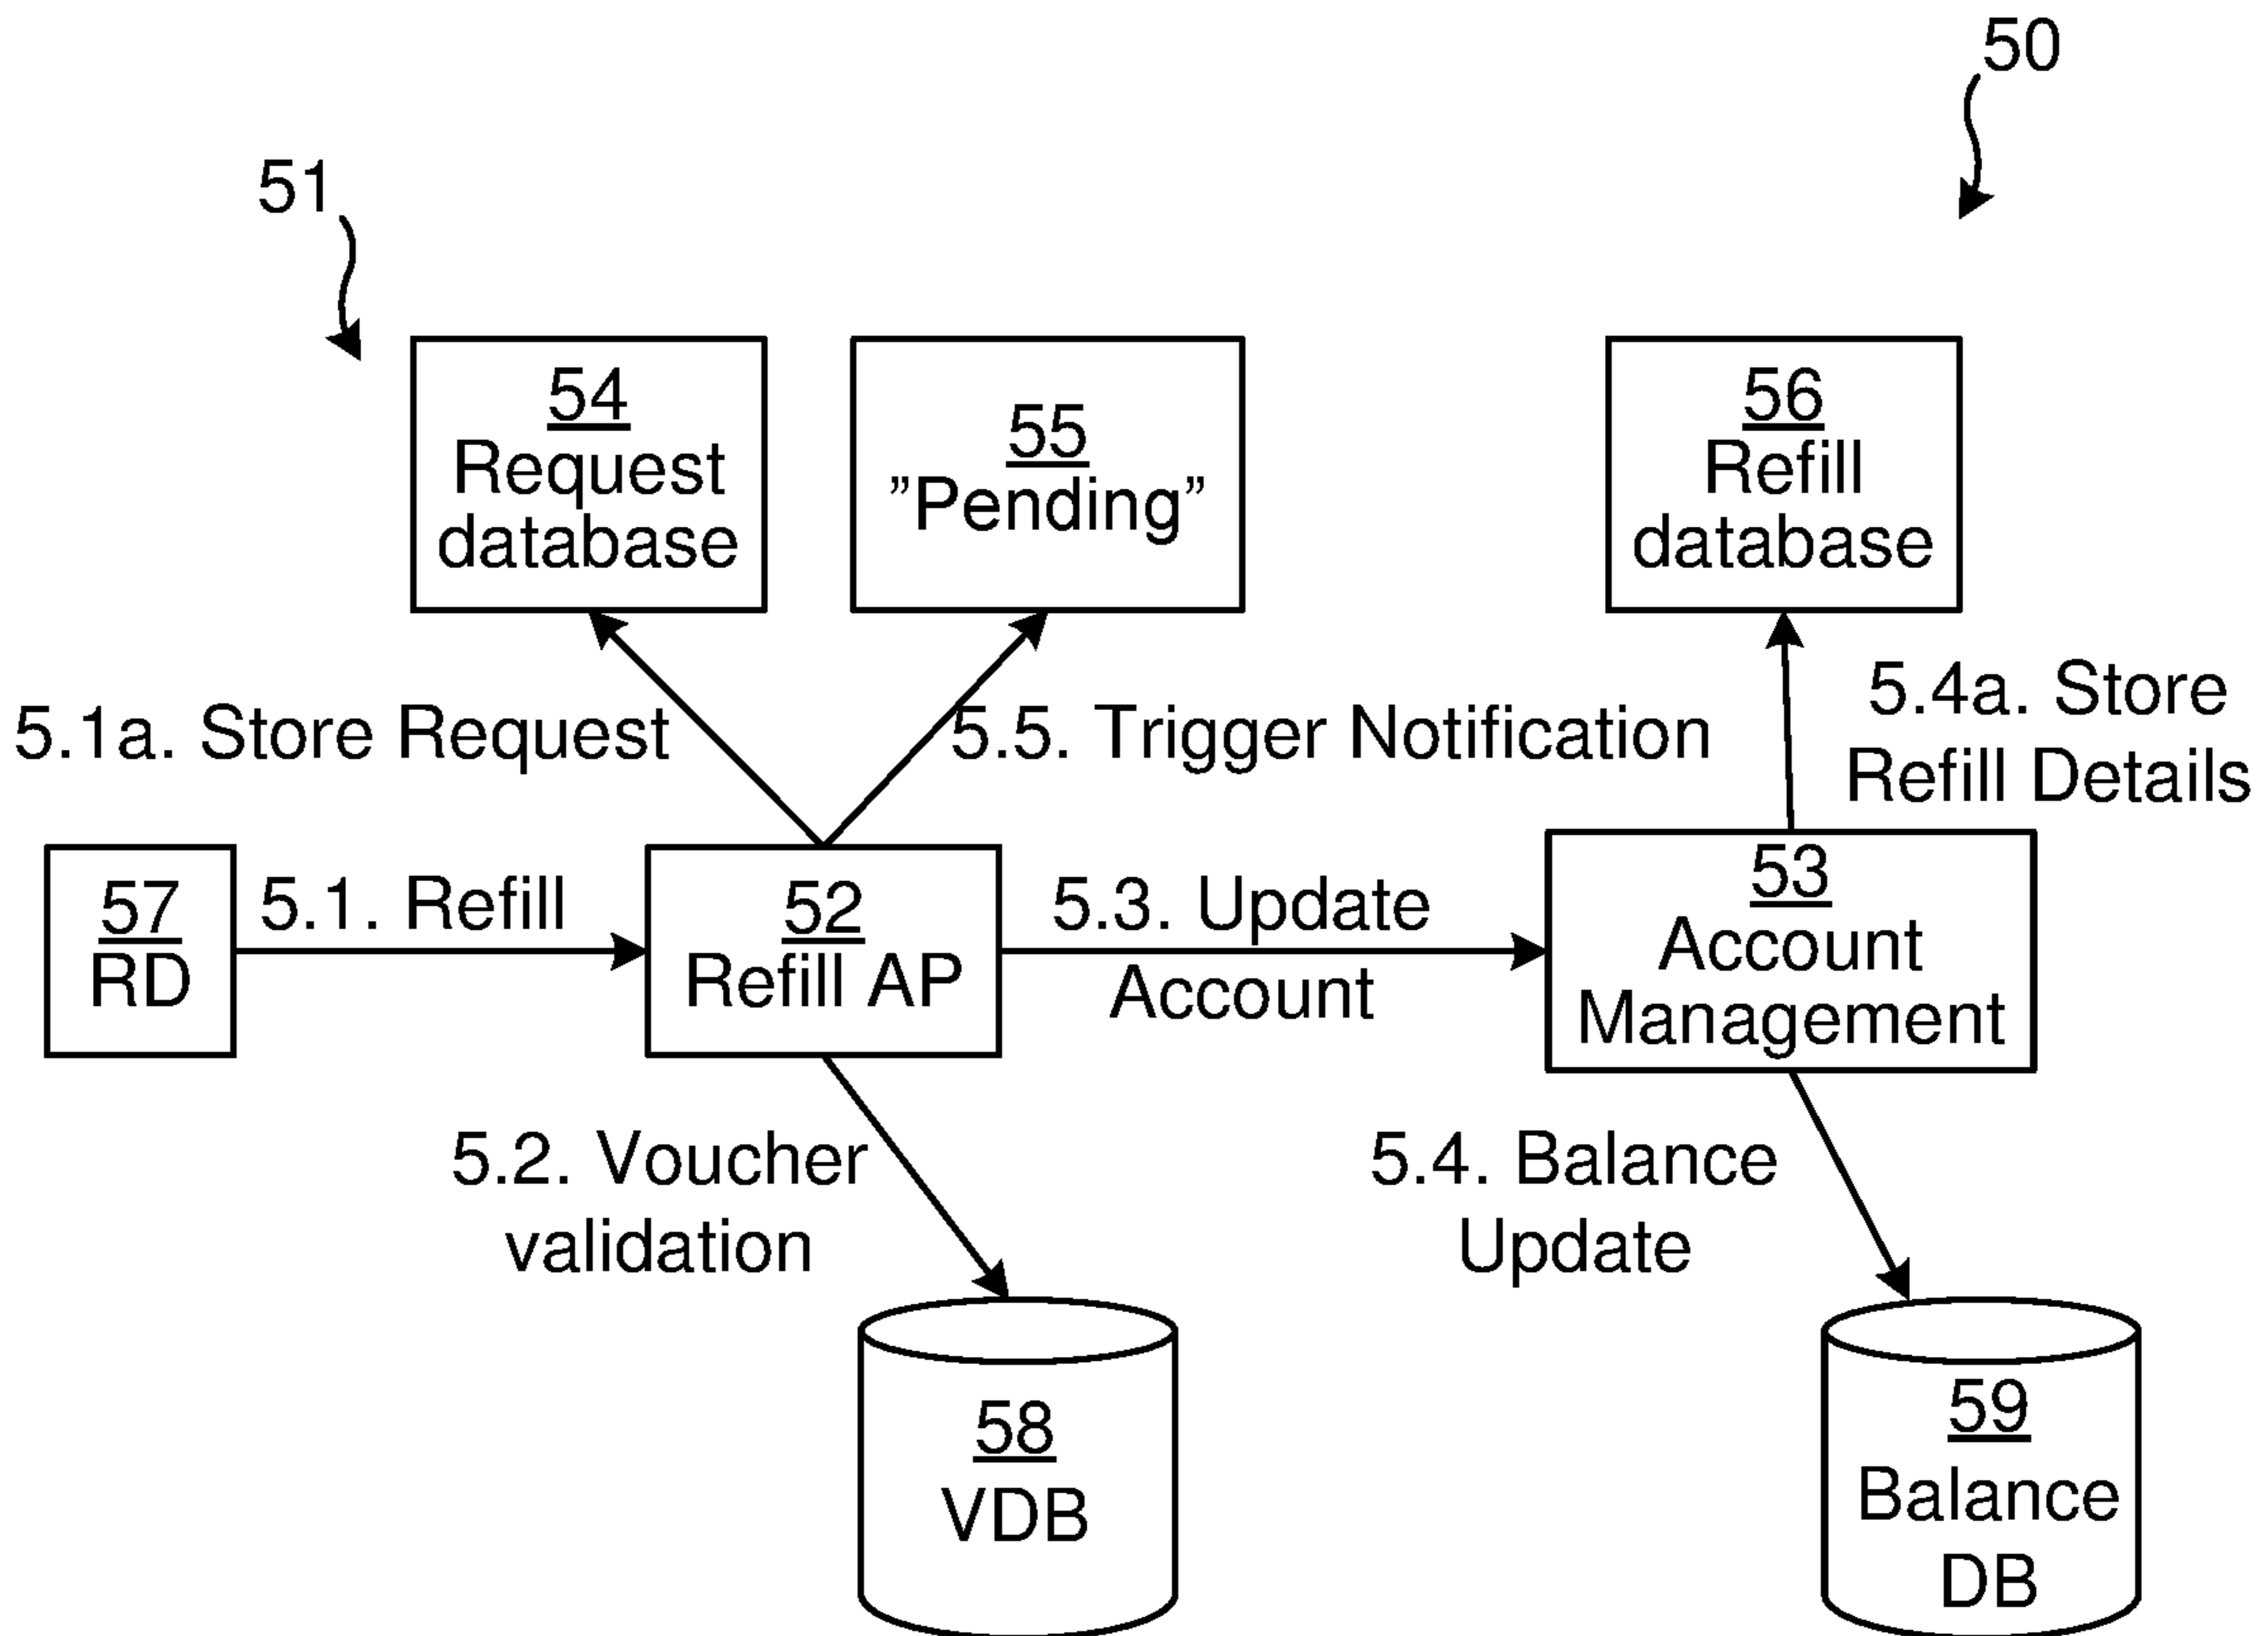 50
51
54
Request
database
55
”Pending”
56
Refill
database
5.1a. Store Request
5.5. Trigger Notification
5.4a. Store
Refill Details
57
RD
5.1. Refill
52
Refill AP
5.3. Update
Account
53
Account
Management
5.2. Voucher
validation
5.4. Balance
Update
58
VDB
59
Balance
DB